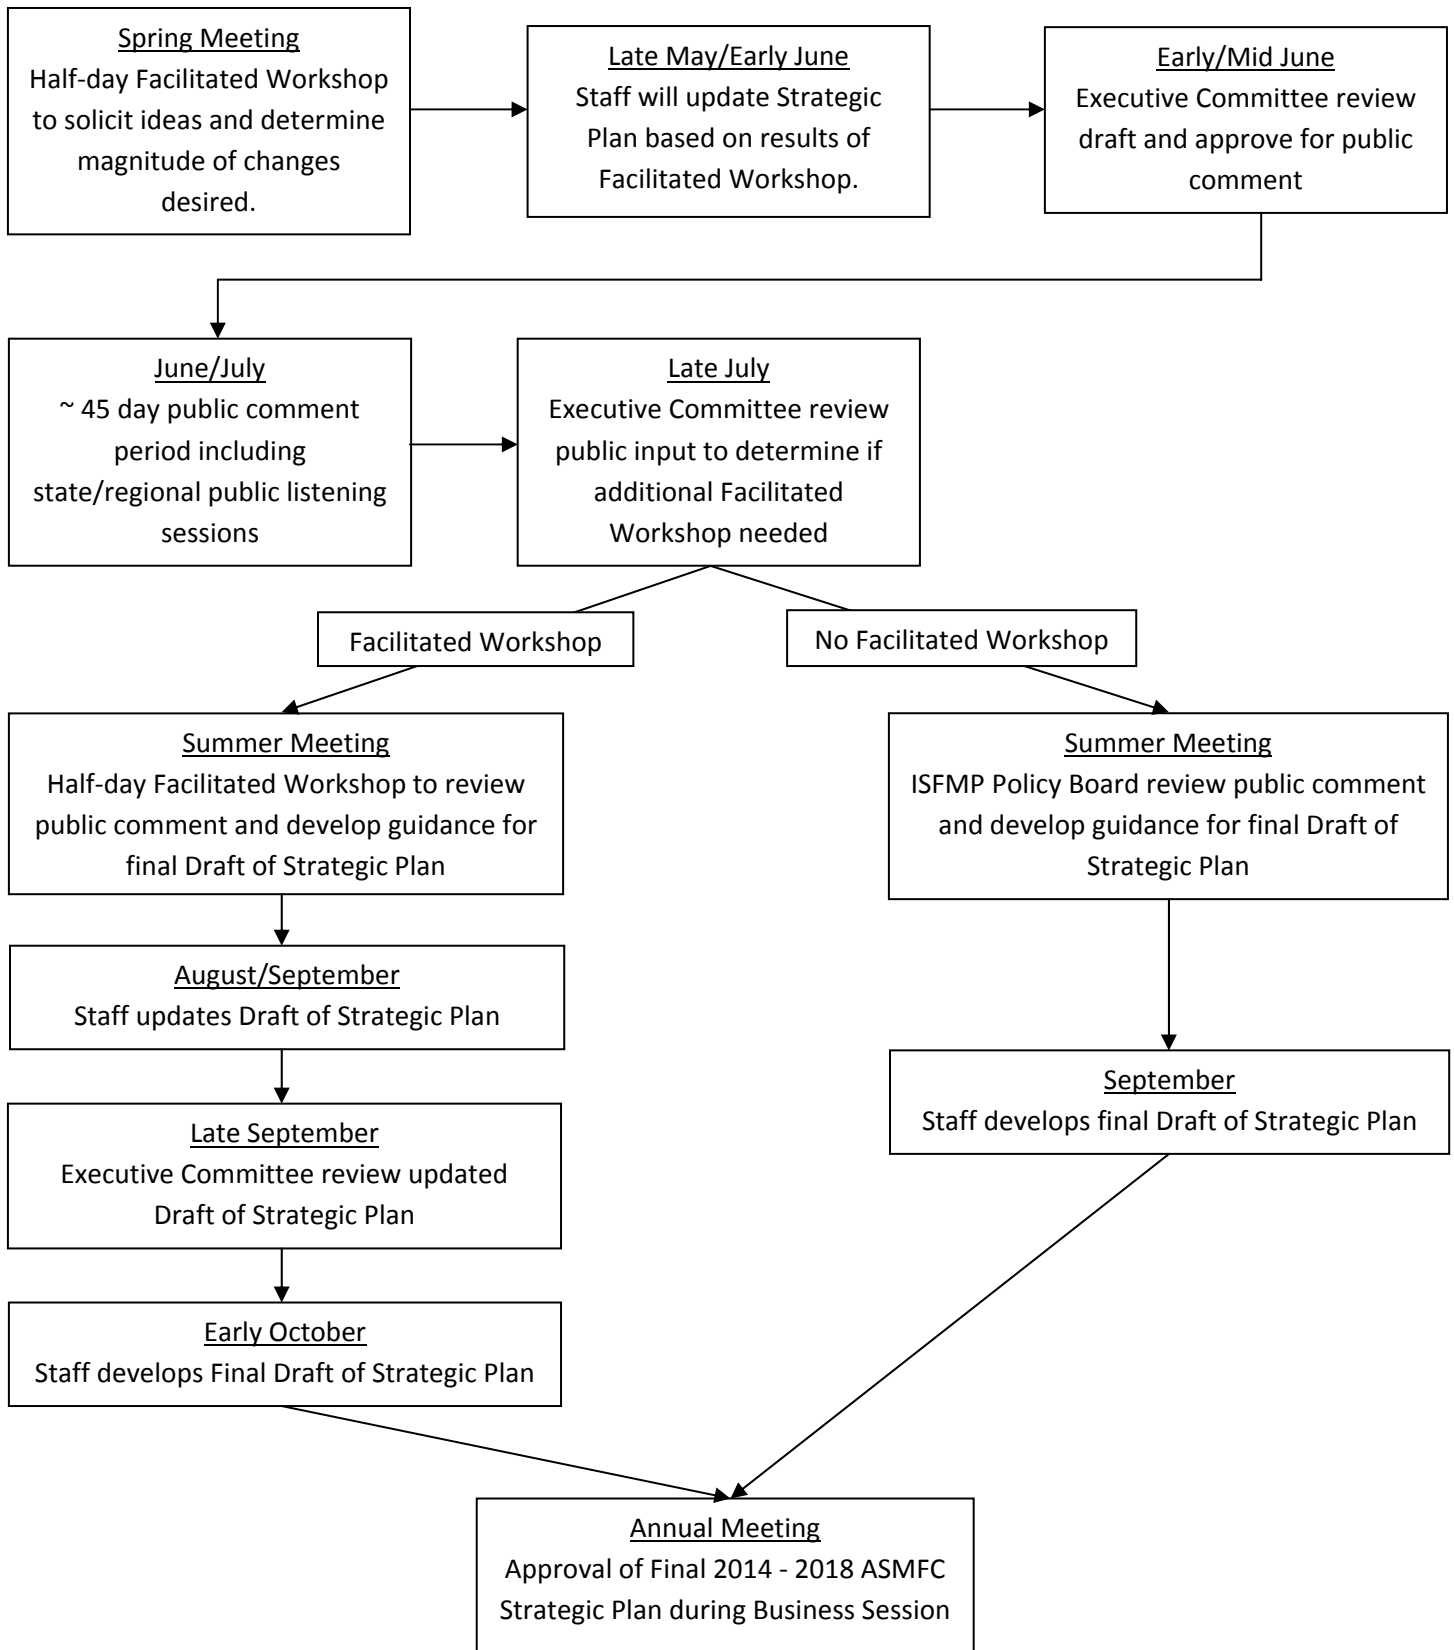 Spring Meeting
Half-day Facilitated Workshop
to solicit ideas and determine
magnitude of changes
desired.
Late May/Early June
Staff will update Strategic
Plan based on results of
Facilitated Workshop.
Early/Mid June
Executive Committee review
draft and approve for public
comment
June/July
~ 45 day public comment
period including
state/regional public listening
sessions
Late July
Executive Committee review
public input to determine if
additional Facilitated
Workshop needed
Facilitated Workshop
No Facilitated Workshop
Summer Meeting
Half-day Facilitated Workshop to review
public comment and develop guidance for
final Draft of Strategic Plan
Summer Meeting
ISFMP Policy Board review public comment
and develop guidance for final Draft of
Strategic Plan
August/September
Staff updates Draft of Strategic Plan
September
Staff develops final Draft of Strategic Plan
Late September
Executive Committee review updated
Draft of Strategic Plan
Early October
Staff develops Final Draft of Strategic Plan
Annual Meeting
Approval of Final 2014 - 2018 ASMFC
Strategic Plan during Business Session